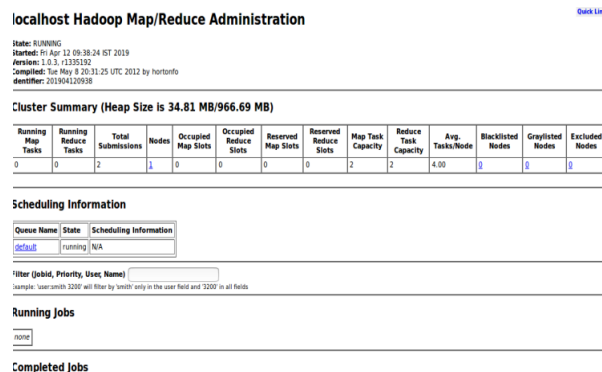 localhost Hadoop Map/Reduce Administration
Quick Lin
State: RUNNING
Started: Fri Apr 12 09:38:24 IST 2019
Version: 1.0.3, r1335192
Compiled: Tue May 8 20:31:25 UTC 2012 by hortonfo
Identifier: 201904120938
Cluster Summary (Heap Size is 34.81 MB/966.69 MB)
Running Map Tasks Running Reduce Tasks Total Submissions Nodes Occupied Map Slots Occupied Reduce Slots Reserved Map Slots Reserved Reduce Slots Map Task Capacity Reduce Task Capacity Avg. Tasks/Node Blacklisted Nodes Graylisted Nodes Excluded Nodes
0 0 2 1 0 0 0 0 2 2 4.00 0 0 0
Scheduling Information
Queue Name State Scheduling Information
default running N/A
Filter (Jobid, Priority, User, Name)
Example: 'user:smith 3200' will filter by 'smith' only in the user field and '3200' in all fields
Running Jobs
none
Completed Jobs